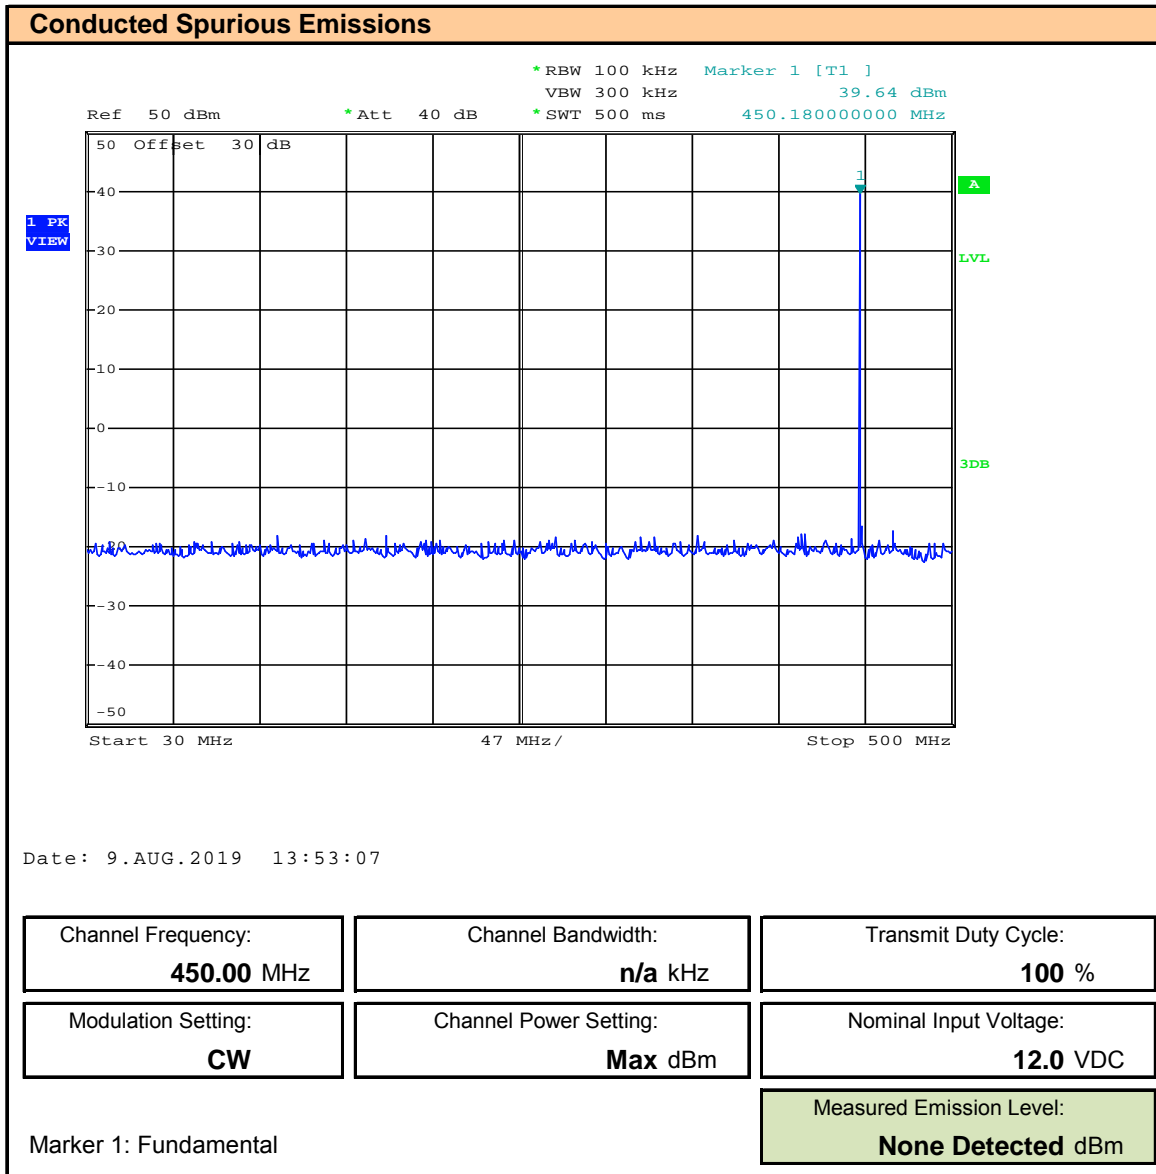 Conducted Spurious Emissions
*RBW 100 kHz Marker 1 [T1 ]
VBW 300 kHz 39.64 dBm
Ref 50 dBm *Att 40 dB *SWT 500 ms 450.180000000 MHz
50 Offset 30 dB
1
40
A
1 PK
VIEW
30
LVL
20
10
0
3DB
-10
-20
-30
-40
-50
Start 30 MHz 47 MHz/ Stop 500 MHz
Date: 9.AUG.2019 13:53:07
Channel Frequency: Channel Bandwidth: Transmit Duty Cycle:
450.00 MHz n/a kHz 100 %
Modulation Setting: Channel Power Setting: Nominal Input Voltage:
CW Max dBm 12.0 VDC
Measured Emission Level:
Marker 1: Fundamental None Detected dBm